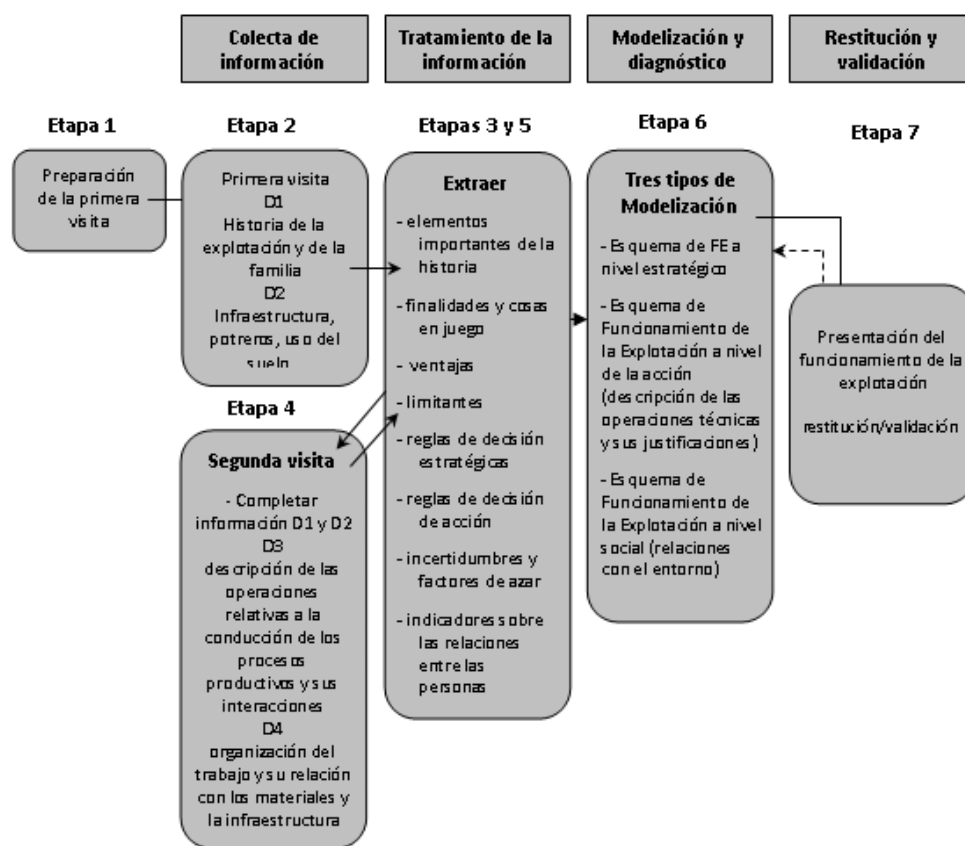 Colecta de
información
Tratamiento de la
información
Modelización y
diagnóstico
Restitución y
validación
Etapa 1
Preparación
de la primera
visita
Etapa 2
Primera visita
D1
Historia de la
explotación y de la
familia
D2
Infraestructura,
potreros, uso del
suelo
Etapa 4
Segunda visita
- Completar
información D1 y D2
D3
descripción de las
operaciones
relativas a la
conducción de los
procesos
productivos y sus
interacciones
D4
organización del
trabajo y su relación
con los materiales y
la infraestructura
Etapas 3 y 5
Extraer
- elementos
importantes de la
historia
- finalidades y cosas
en juego
- ventajas
- limitantes
- reglas de decisión
estratégicas
- reglas de decisión
de acción
- incertidumbres y
factores de azar
- indicadores sobre
las relaciones
entre las
personas
Etapa 6
Tres tipos de
Modelización
- Esquema de FE a
nivel estratégico
- Esquema de
Funcionamiento de
la Explotación a nivel
de la acción
(descripción de las
operaciones técnicas
y sus justificaciones)
- Esquema de
Funcionamiento de
la Explotación a nivel
social (relaciones
con el entorno)
Etapa 7
Presentación del
funcionamiento de la
explotación
restitución/validación